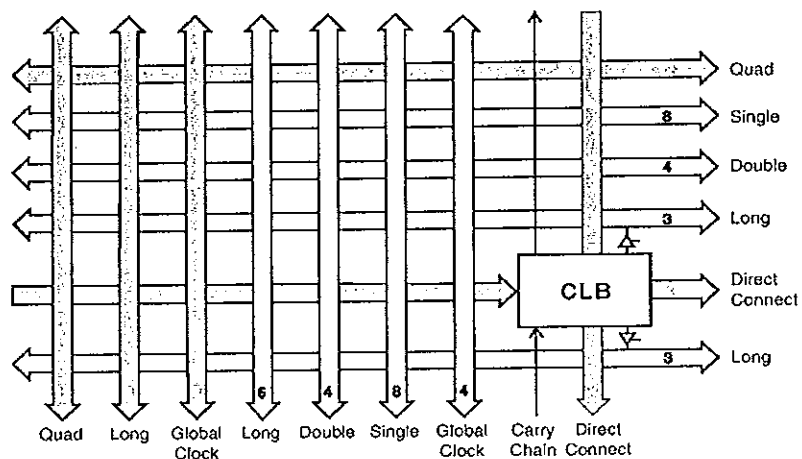 Quad
8 Single
4 Double
3 Long
CLB
Direct
Connect
3 Long
6 4 8 4
Quad Long Global Long Double Single Global Carry Direct
Clock Clock Chain Connect